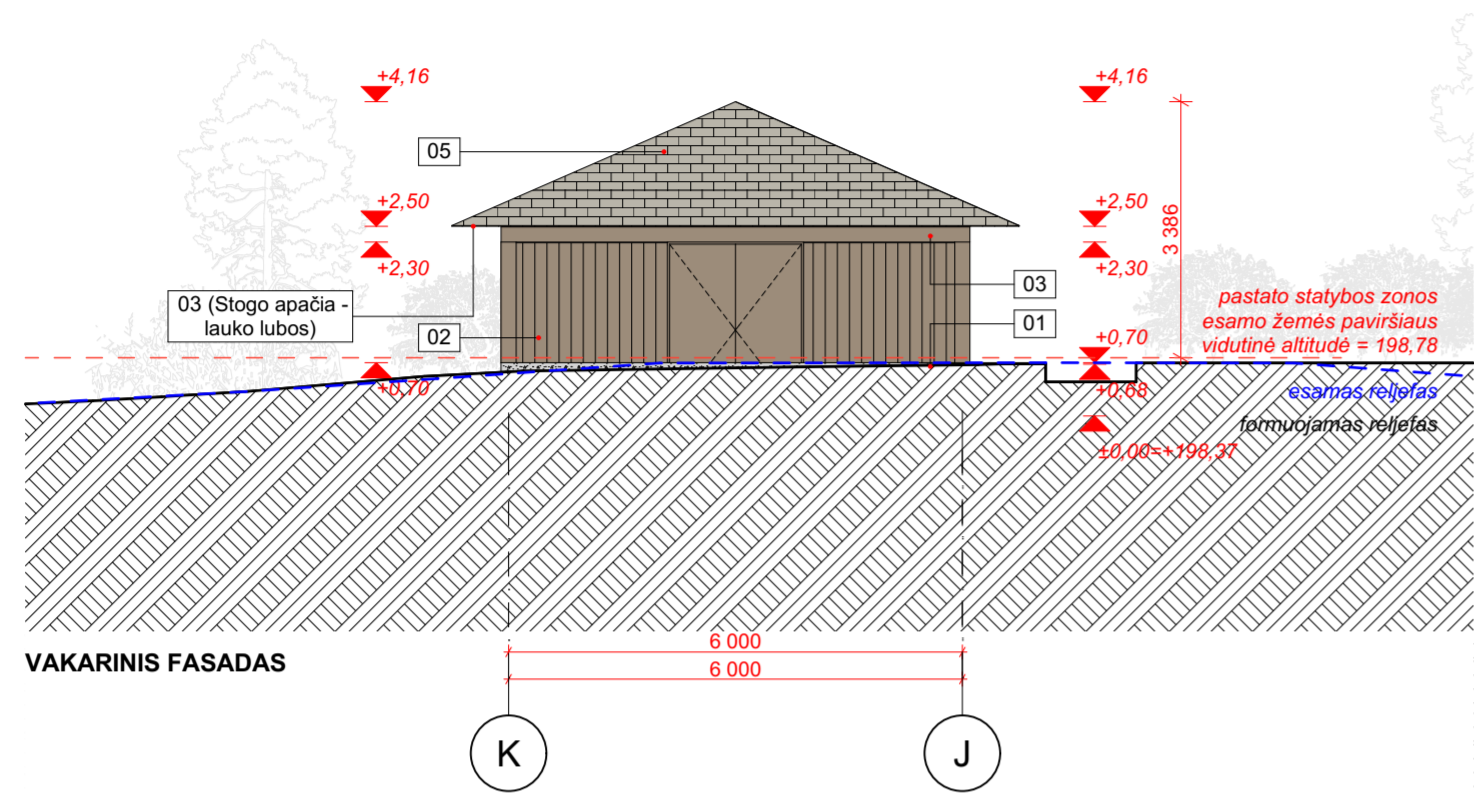 +4,16
+4,16
05
+2,50
+2,50
3 386
+2,30
+2,30
03 (Stogo apačia -
lauko lubos)
03
pastato statybos zonos
esamo žemės paviršiaus
vidutinė altitudė = 198,78
02
01
+0,70
+0,70
+0,68
esamas reljefas
formuojamas reljefas
±0,00=+198,37
VAKARINIS FASADAS
6 000
6 000
K
J